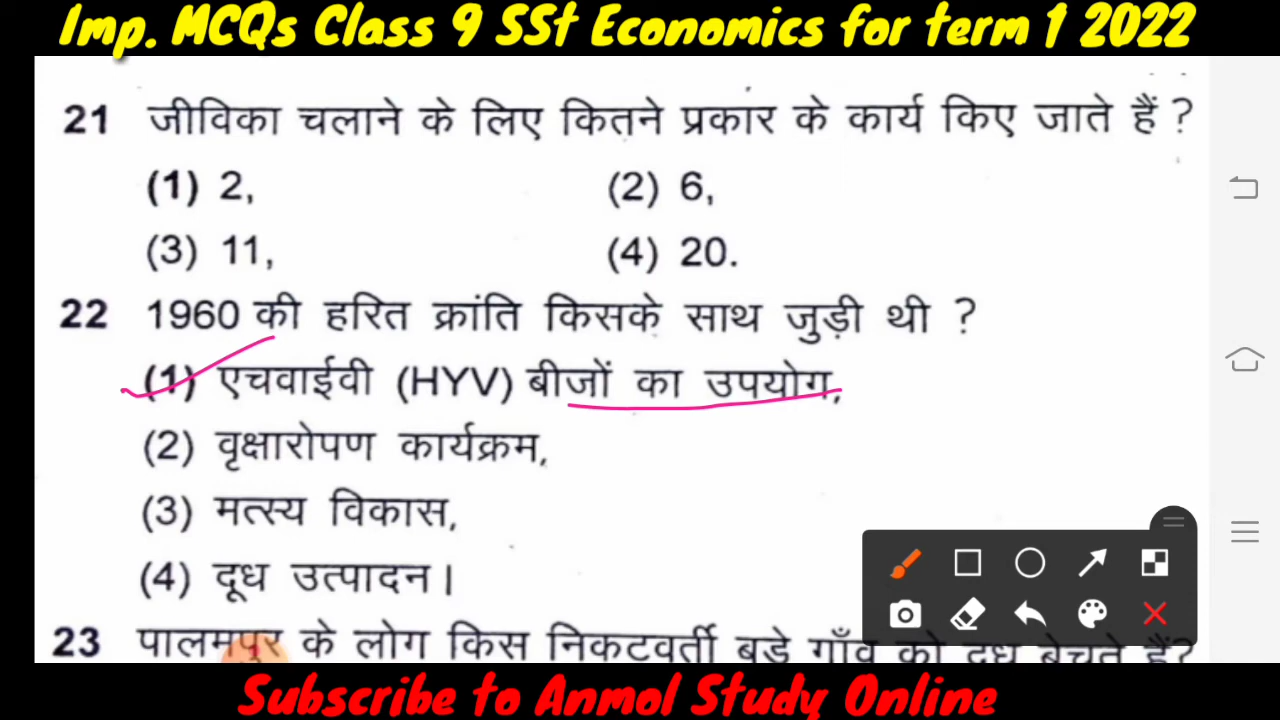 Imp. MCQs Class 9 SSt Economics for term 1 2022
21 जीविका चलाने के लिए कितने प्रकार के कार्य किए जाते हैं ?
(1) 2, (2) 6,
(3) 11, (4) 20.
22 1960 की हरित क्रांति किसके साथ जुड़ी थी ?
(1) एचवाईवी (HYV) बीजों का उपयोग,
(2) वृक्षारोपण कार्यक्रम,
(3) मत्स्य विकास,
(4) दूध उत्पादन।
23 पालमपुर के लोग किस निकटवर्ती बड़े गाँव को दूध बेचते हैं?
Subscribe to Anmol Study Online